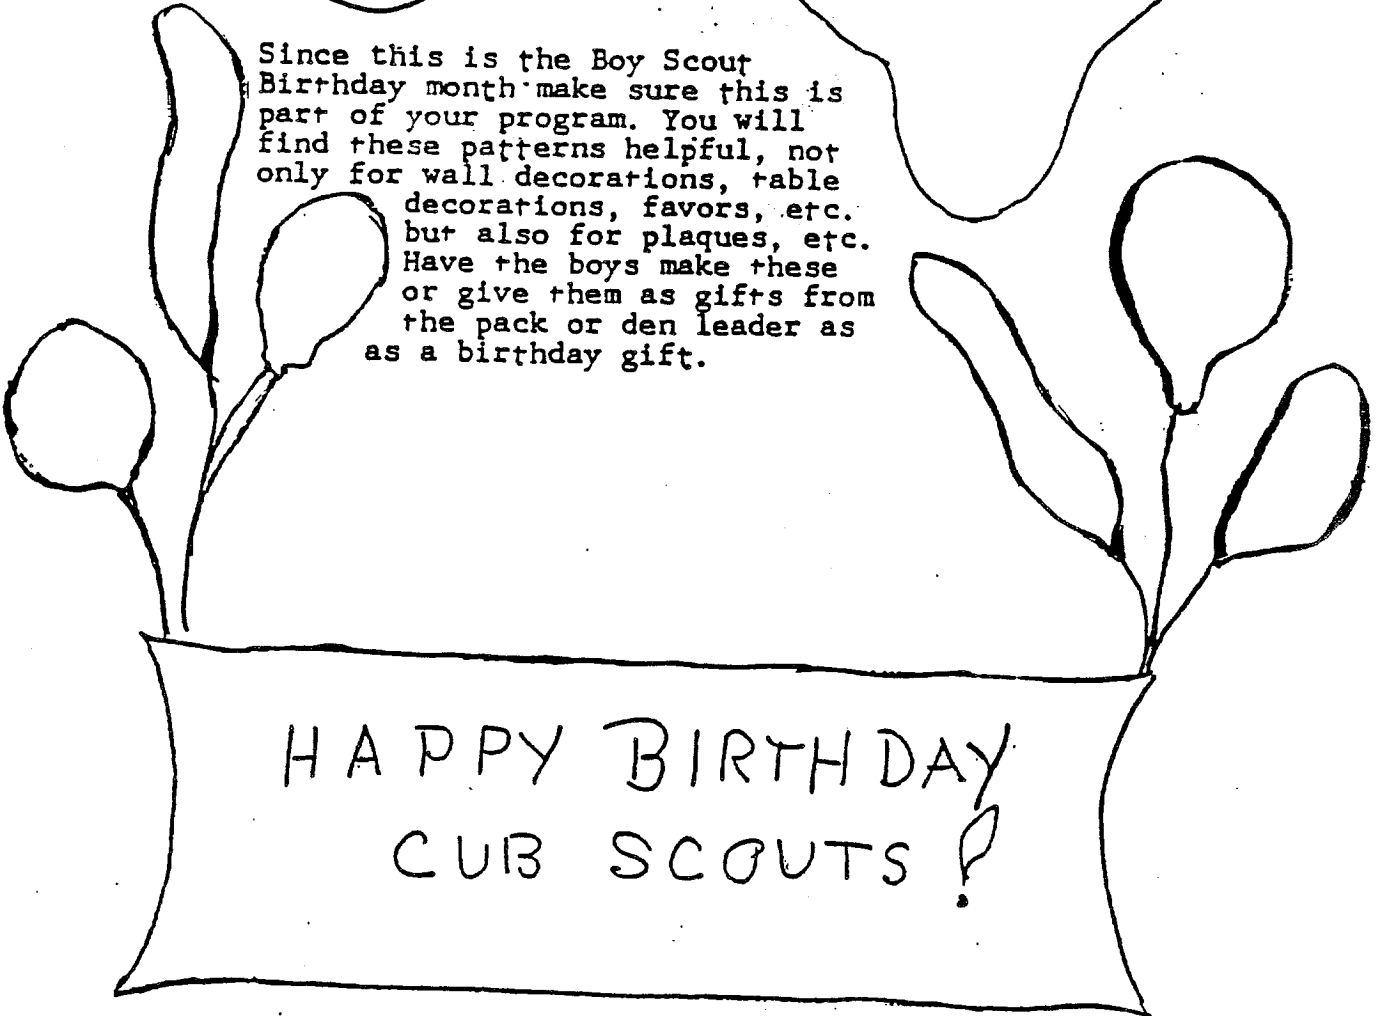 Since this is the Boy Scout
Birthday month make sure this is
part of your program. You will
find these patterns helpful, not
only for wall decorations, table
decorations, favors, etc.
but also for plaques, etc.
Have the boys make these
or give them as gifts from
the pack or den leader as
as a birthday gift.
HAPPY BIRTHDAY
CUB SCOUTS!